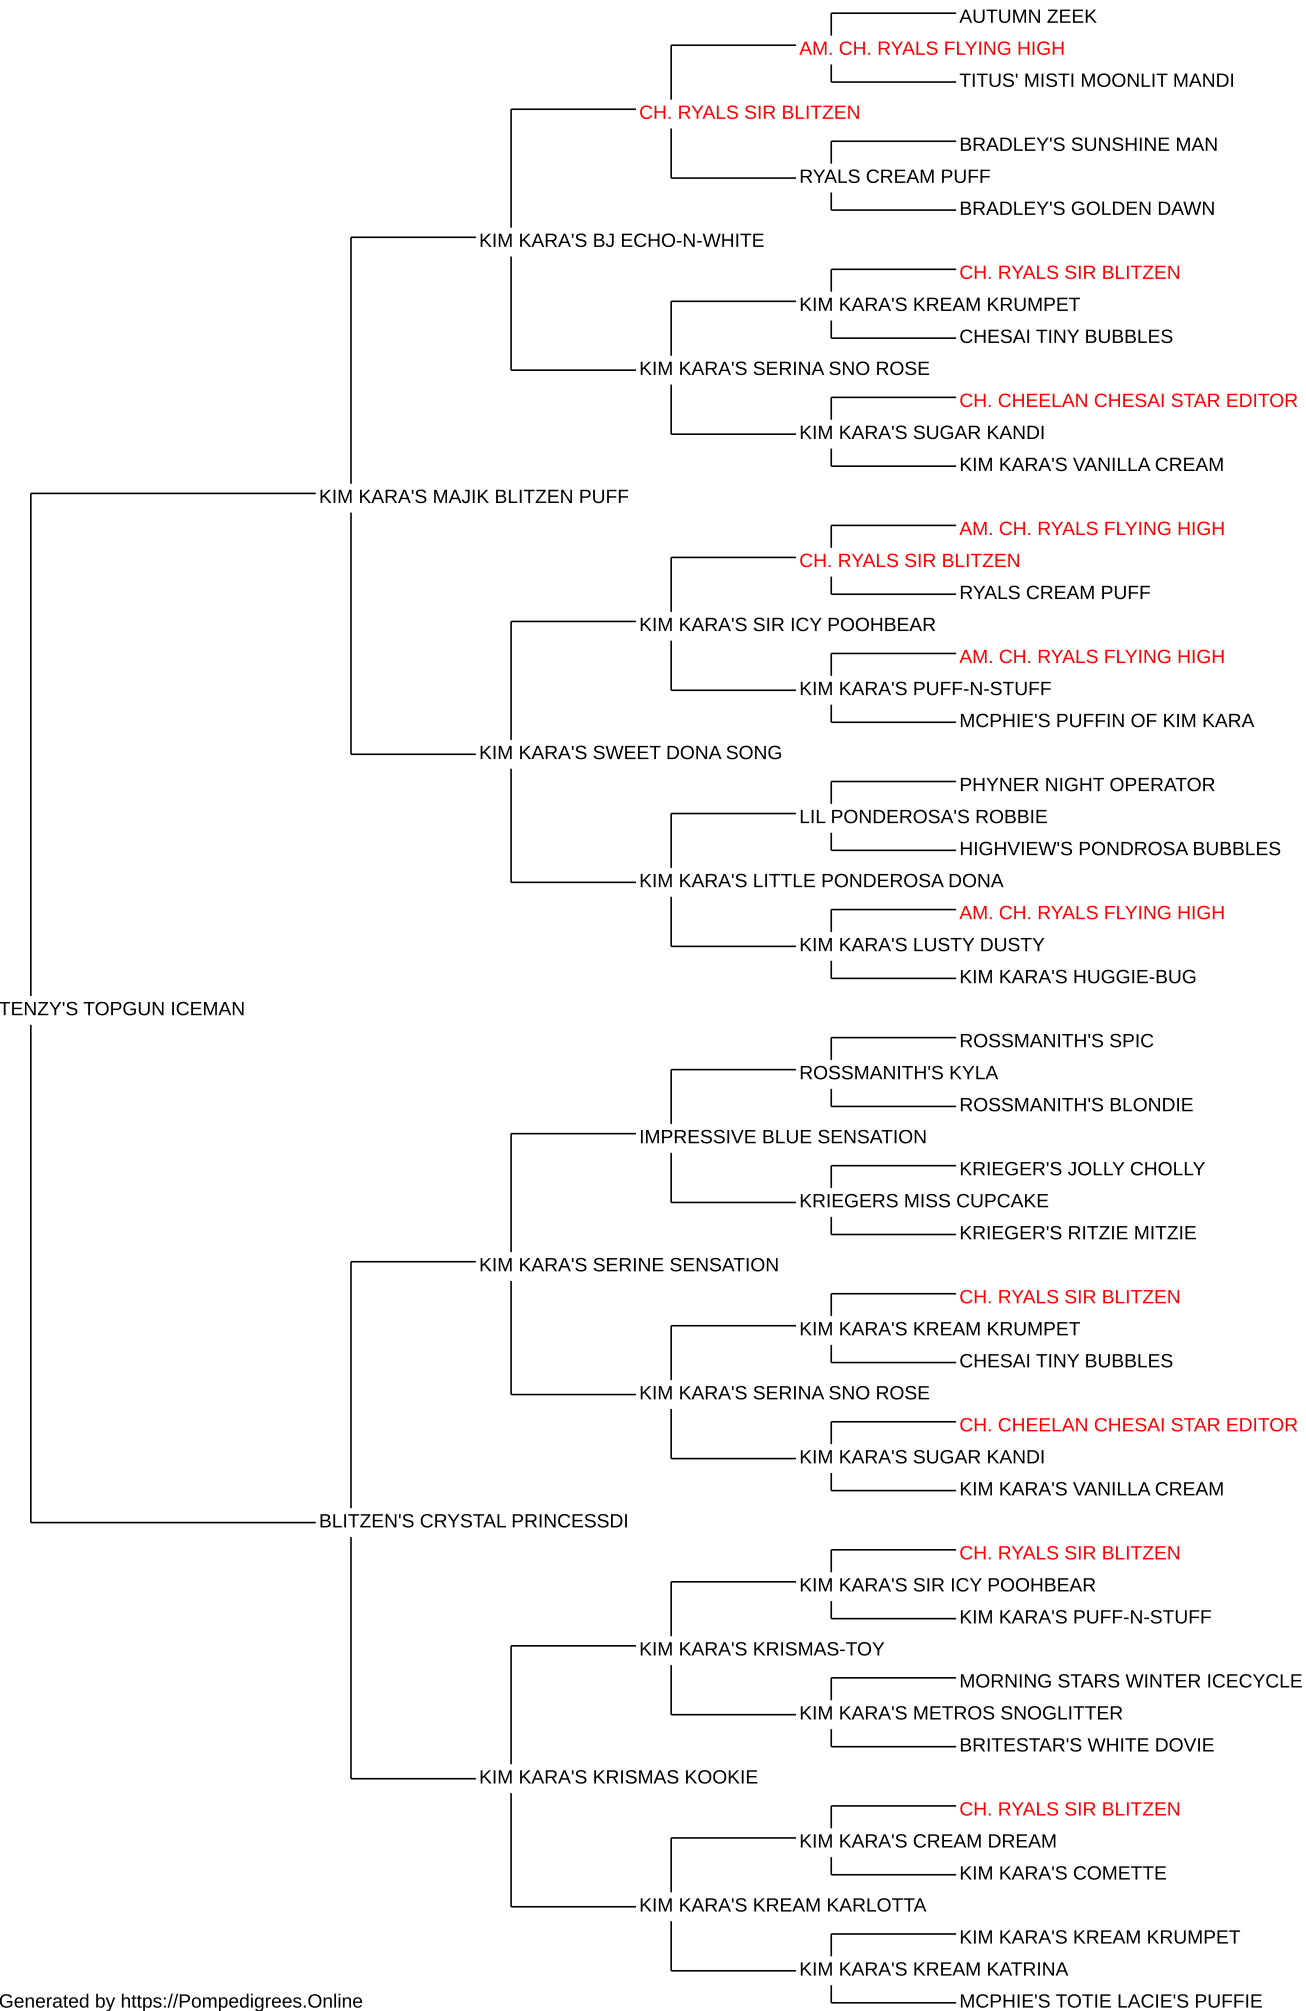 AUTUMN ZEEK
AM. CH. RYALS FLYING HIGH
TITUS' MISTI MOONLIT MANDI
CH. RYALS SIR BLITZEN
BRADLEY'S SUNSHINE MAN
RYALS CREAM PUFF
BRADLEY'S GOLDEN DAWN
KIM KARA'S BJ ECHO-N-WHITE
CH. RYALS SIR BLITZEN
KIM KARA'S KREAM KRUMPET
CHESAI TINY BUBBLES
KIM KARA'S SERINA SNO ROSE
CH. CHEELAN CHESAI STAR EDITOR
KIM KARA'S SUGAR KANDI
KIM KARA'S VANILLA CREAM
KIM KARA'S MAJIK BLITZEN PUFF
AM. CH. RYALS FLYING HIGH
CH. RYALS SIR BLITZEN
RYALS CREAM PUFF
KIM KARA'S SIR ICY POOHBEAR
AM. CH. RYALS FLYING HIGH
KIM KARA'S PUFF-N-STUFF
MCPHIE'S PUFFIN OF KIM KARA
KIM KARA'S SWEET DONA SONG
PHYNER NIGHT OPERATOR
LIL PONDEROSA'S ROBBIE
HIGHVIEW'S PONDROSA BUBBLES
KIM KARA'S LITTLE PONDEROSA DONA
AM. CH. RYALS FLYING HIGH
KIM KARA'S LUSTY DUSTY
KIM KARA'S HUGGIE-BUG
TENZY'S TOPGUN ICEMAN
ROSSMANITH'S SPIC
ROSSMANITH'S KYLA
ROSSMANITH'S BLONDIE
IMPRESSIVE BLUE SENSATION
KRIEGER'S JOLLY CHOLLY
KRIEGERS MISS CUPCAKE
KRIEGER'S RITZIE MITZIE
KIM KARA'S SERINE SENSATION
CH. RYALS SIR BLITZEN
KIM KARA'S KREAM KRUMPET
CHESAI TINY BUBBLES
KIM KARA'S SERINA SNO ROSE
CH. CHEELAN CHESAI STAR EDITOR
KIM KARA'S SUGAR KANDI
KIM KARA'S VANILLA CREAM
BLITZEN'S CRYSTAL PRINCESSDI
CH. RYALS SIR BLITZEN
KIM KARA'S SIR ICY POOHBEAR
KIM KARA'S PUFF-N-STUFF
KIM KARA'S KRISMAS-TOY
MORNING STARS WINTER ICECYCLE
KIM KARA'S METROS SNOGLITTER
BRITESTAR'S WHITE DOVIE
KIM KARA'S KRISMAS KOOKIE
CH. RYALS SIR BLITZEN
KIM KARA'S CREAM DREAM
KIM KARA'S COMETTE
KIM KARA'S KREAM KARLOTTA
KIM KARA'S KREAM KRUMPET
KIM KARA'S KREAM KATRINA
MCPHIE'S TOTIE LACIE'S PUFFIE
Generated by https://Pompedigrees.Online